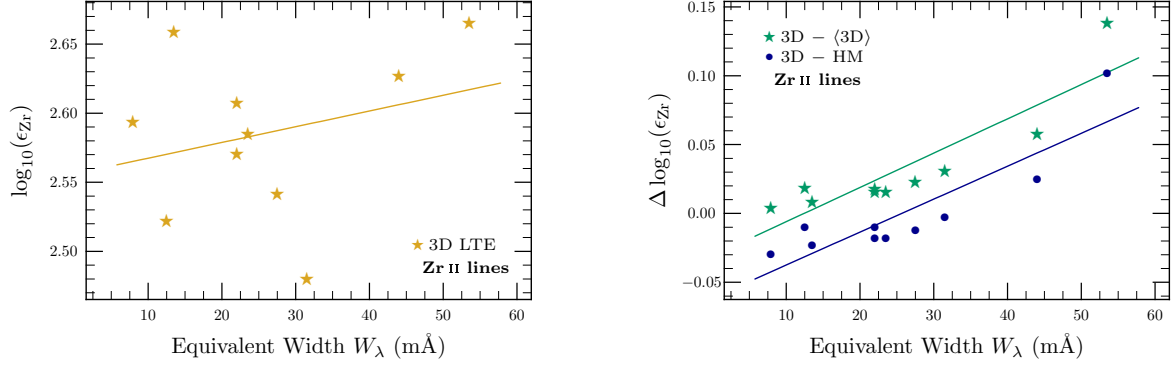 2.65
2.60
2.55
2.50
log₁₀(ϵZr)
★ 3D LTE
Zr II lines
10 20 30 40 50 60
Equivalent Width Wλ (mÅ)
0.15
0.10
0.05
0.00
−0.05
Δ log₁₀(ϵZr)
★ 3D − ⟨3D⟩
● 3D − HM
Zr II lines
10 20 30 40 50 60
Equivalent Width Wλ (mÅ)